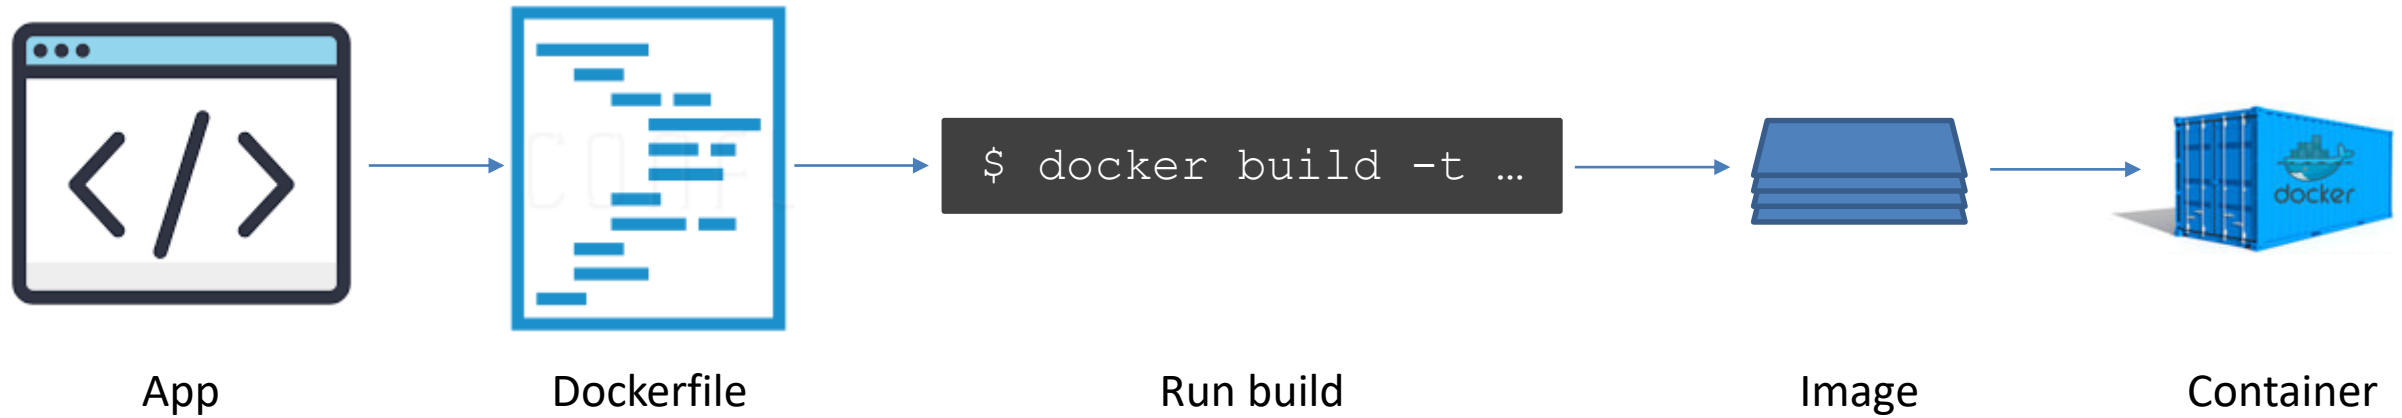 $ docker build -t …
docker
App
Dockerfile
Run build
Image
Container